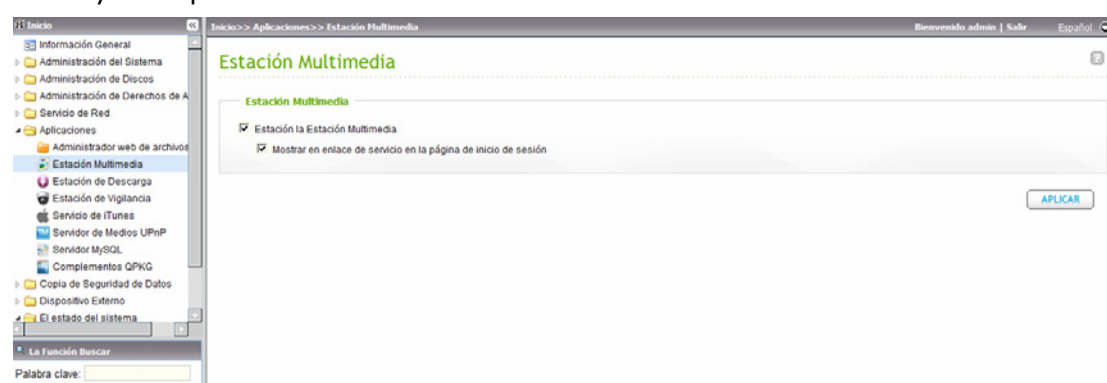 Inicio
Inicio>> Aplicaciones>> Estación Multimedia
Bienvenido admin | Salir
Español
Información General
Administración del Sistema
Administración de Discos
Administración de Derechos de A
Servicio de Red
Aplicaciones
Administrador web de archivos
Estación Multimedia
Estación de Descarga
Estación de Vigilancia
Servicio de iTunes
Servidor de Medios UPnP
Servidor MySQL
Complementos QPKG
Copia de Seguridad de Datos
Dispositivo Externo
El estado del sistema
La Función Buscar
Palabra clave:
Estación Multimedia
Estación Multimedia
Estación la Estación Multimedia
Mostrar en enlace de servicio en la página de inicio de sesión
APLICAR